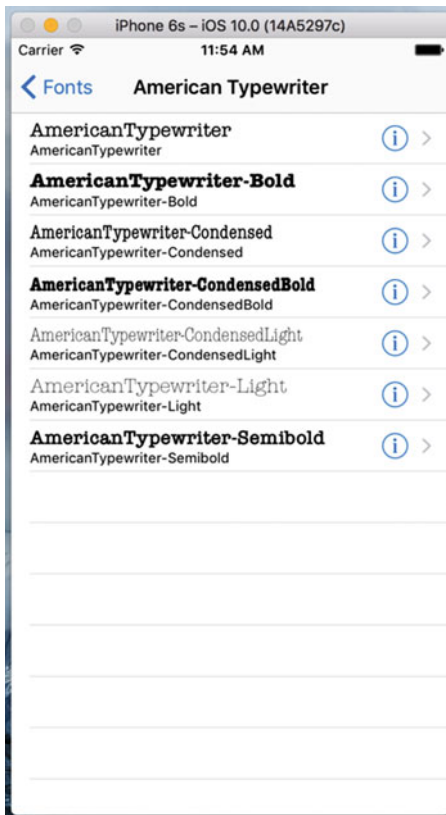 iPhone 6s – iOS 10.0 (14A5297c)
Carrier 11:54 AM
Fonts American Typewriter
AmericanTypewriter
AmericanTypewriter
AmericanTypewriter-Bold
AmericanTypewriter-Bold
AmericanTypewriter-Condensed
AmericanTypewriter-Condensed
AmericanTypewriter-CondensedBold
AmericanTypewriter-CondensedBold
AmericanTypewriter-CondensedLight
AmericanTypewriter-CondensedLight
AmericanTypewriter-Light
AmericanTypewriter-Light
AmericanTypewriter-Semibold
AmericanTypewriter-Semibold